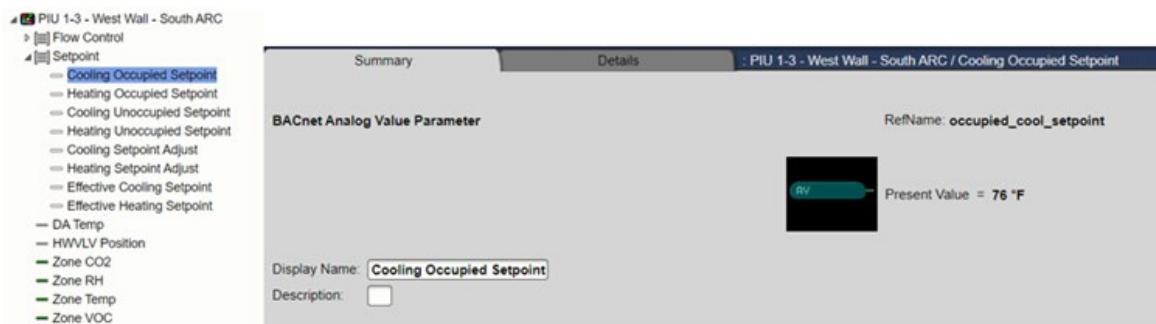 PIU 1-3 - West Wall - South ARC
Flow Control
Setpoint
Cooling Occupied Setpoint
Heating Occupied Setpoint
Cooling Unoccupied Setpoint
Heating Unoccupied Setpoint
Cooling Setpoint Adjust
Heating Setpoint Adjust
Effective Cooling Setpoint
Effective Heating Setpoint
DA Temp
HWVLV Position
Zone CO2
Zone RH
Zone Temp
Zone VOC
Summary Details : PIU 1-3 - West Wall - South ARC / Cooling Occupied Setpoint
BACnet Analog Value Parameter RefName: occupied_cool_setpoint
AV Present Value = 76 °F
Display Name: Cooling Occupied Setpoint
Description: